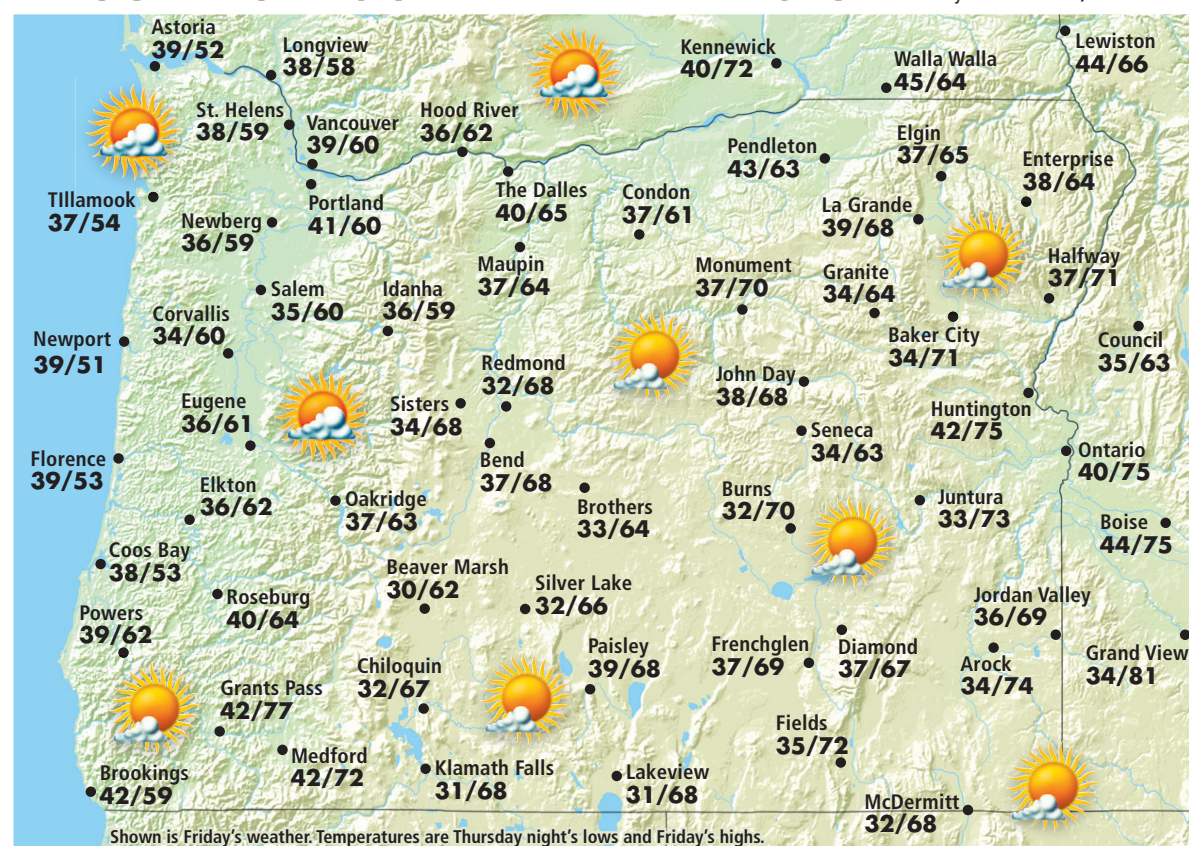 Astoria
39/52
Longview
38/58
Kennewick
40/72
Walla Walla
45/64
Lewiston
44/66
St. Helens
38/59
Vancouver
39/60
Hood River
36/62
Pendleton
43/63
Elgin
37/65
Enterprise
38/64
TIllamook
37/54
Newberg
36/59
Portland
41/60
The Dalles
40/65
Condon
37/61
La Grande
39/68
Maupin
37/64
Monument
37/70
Granite
34/64
Halfway
37/71
Salem
35/60
Idanha
36/59
Corvallis
34/60
Newport
39/51
Baker City
34/71
Council
35/63
Redmond
32/68
John Day
38/68
Eugene
36/61
Sisters
34/68
Huntington
42/75
Seneca
34/63
Florence
39/53
Bend
37/68
Ontario
40/75
Elkton
36/62
Oakridge
37/63
Brothers
33/64
Burns
32/70
Juntura
33/73
Boise
44/75
Coos Bay
38/53
Beaver Marsh
30/62
Silver Lake
32/66
Roseburg
40/64
Jordan Valley
36/69
Powers
39/62
Paisley
39/68
Frenchglen
37/69
Diamond
37/67
Arock
34/74
Grand View
34/81
Chiloquin
32/67
Grants Pass
42/77
Fields
35/72
Medford
42/72
Klamath Falls
31/68
Lakeview
31/68
Brookings
42/59
McDermitt
32/68
Shown is Friday's weather. Temperatures are Thursday night's lows and Friday's highs.